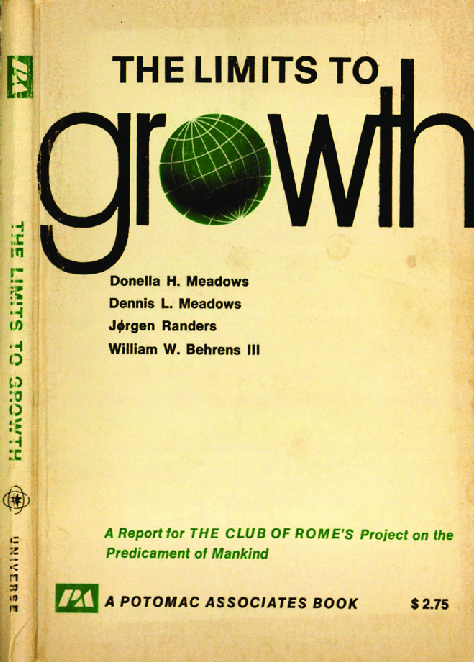 THE LIMITS TO
growth
Donella H. Meadows
Dennis L. Meadows
Jørgen Randers
William W. Behrens III
A Report for THE CLUB OF ROME'S Project on the
Predicament of Mankind
PA A POTOMAC ASSOCIATES BOOK $2.75
PA
THE LIMITS TO GROWTH
UNIVERSE